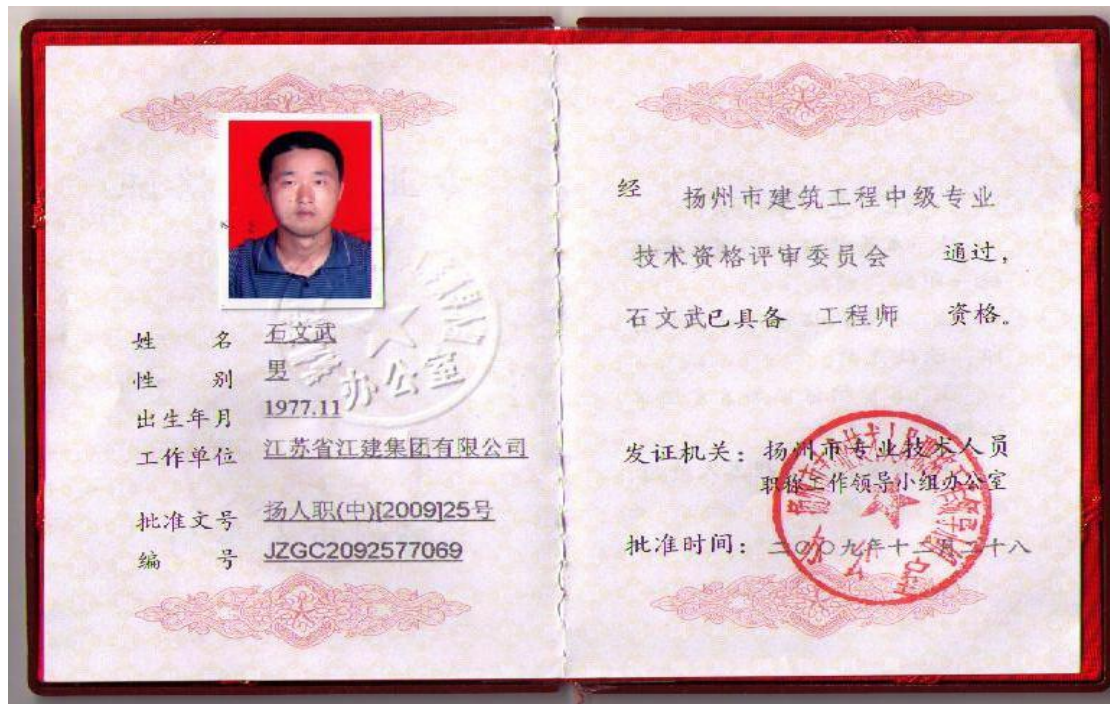 姓 名 石文武
性 别 男
出生年月 1977.11
工作单位 江苏省江建集团有限公司
批准文号 扬人职(中)[2009]25号
编 号 JZGC2092577069
办公室
经 扬州市建筑工程中级专业
技术资格评审委员会 通过，
石文武已具备 工程师 资格。
发证机关：扬州市专业技术人员
职称工作领导小组办公室
批准时间：二〇〇九年十二月二十八